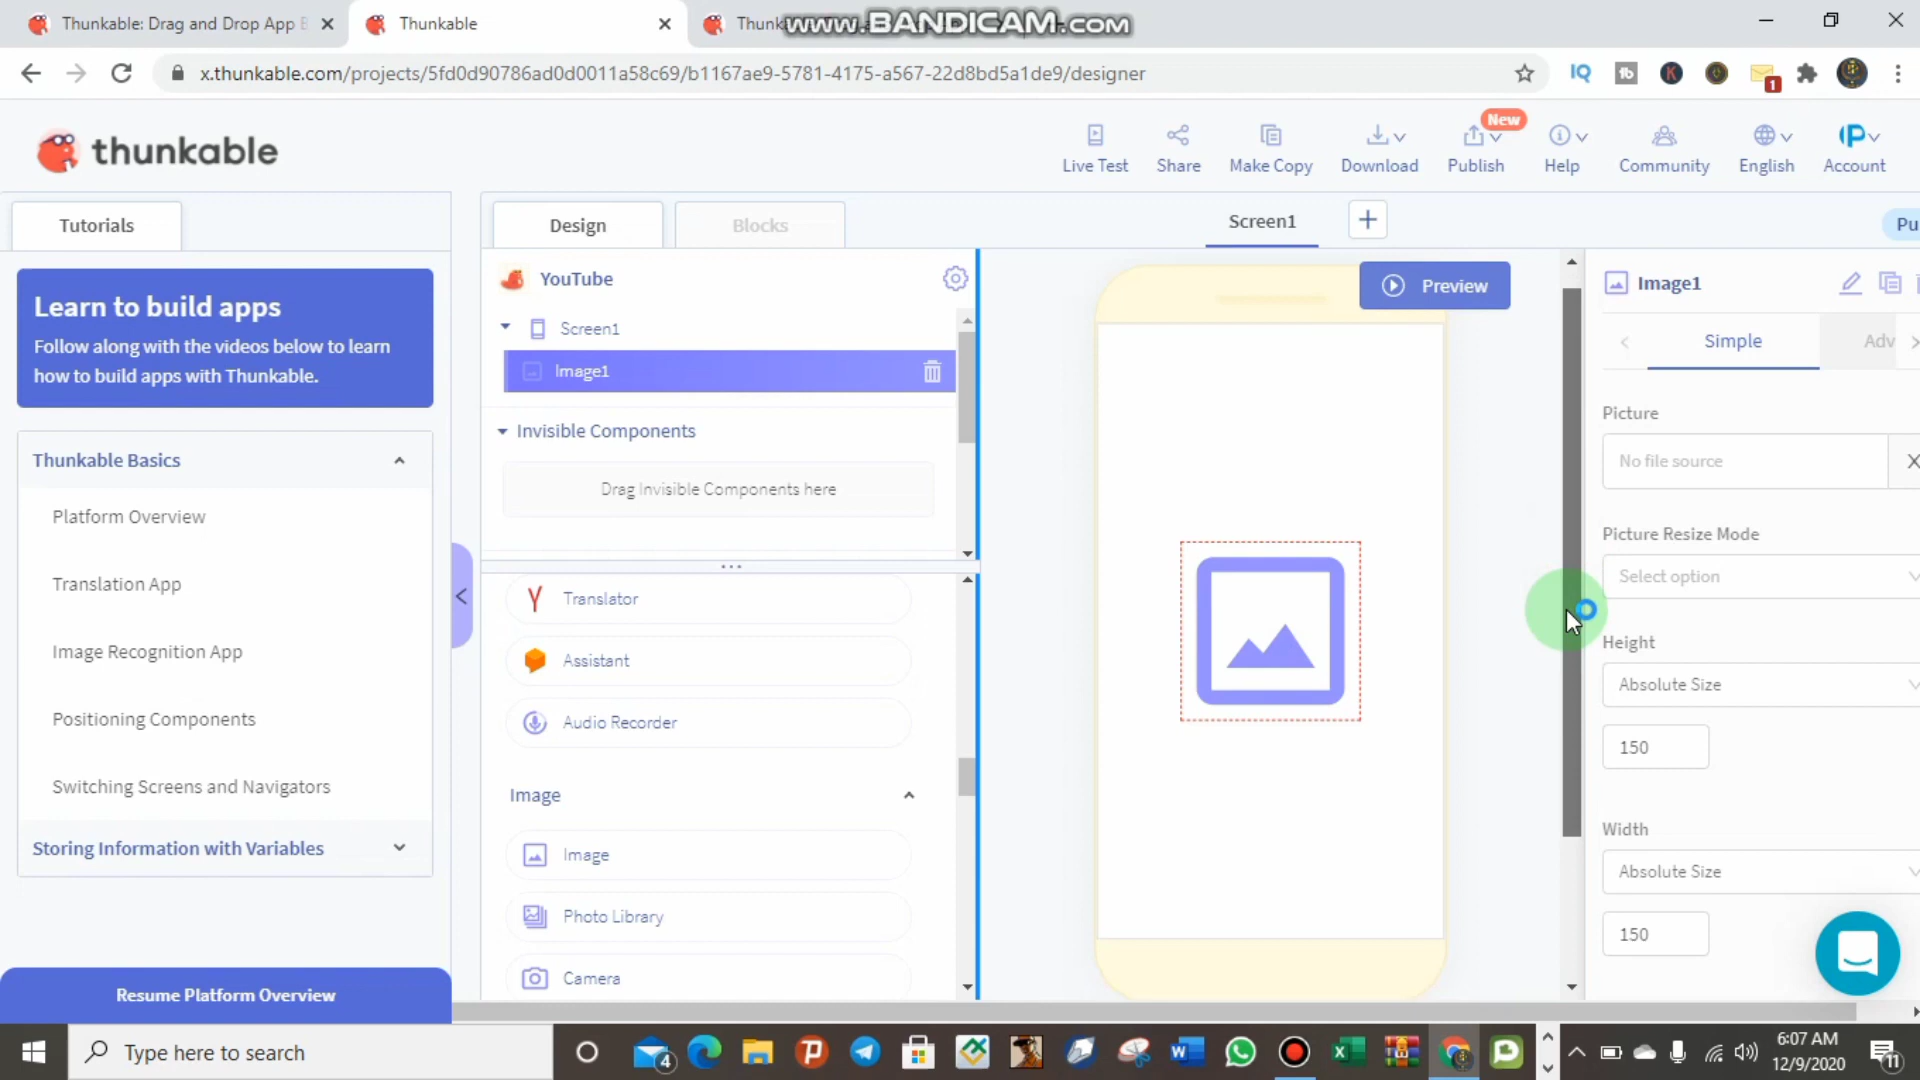 Thunkable: Drag and Drop App B
Thunkable
Thunk
www.BANDICAM.com
x.thunkable.com/projects/5fd0d90786ad0d0011a58c69/b1167ae9-5781-4175-a567-22d8bd5a1de9/designer
IQ
tb
K
1
thunkable
Live Test
Share
Make Copy
Download
New
Publish
Help
Community
English
Account
Tutorials
Design
Blocks
Screen1
Pu
Learn to build apps
Follow along with the videos below to learn
how to build apps with Thunkable.
YouTube
Preview
Image1
Screen1
Image1
Simple
Adv
Invisible Components
Drag Invisible Components here
Picture
No file source
X
Thunkable Basics
Platform Overview
Translation App
Image Recognition App
Positioning Components
Switching Screens and Navigators
Storing Information with Variables
Translator
Assistant
Audio Recorder
Image
Image
Photo Library
Camera
Picture Resize Mode
Select option
Height
Absolute Size
150
Width
Absolute Size
150
Resume Platform Overview
Type here to search
4
6:07 AM
12/9/2020
11